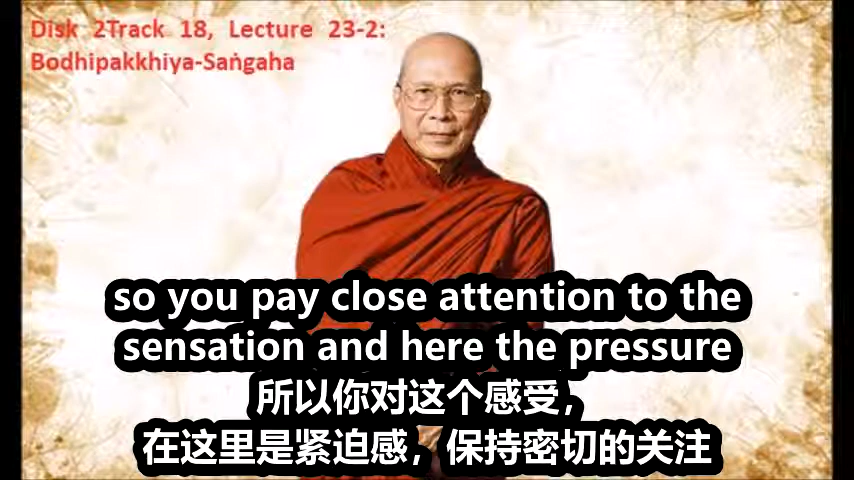 Disk 2Track 18, Lecture 23-2:
Bodhipakkhiya-Saṅgaha
so you pay close attention to the
sensation and here the pressure
所以你对这个感受，
在这里是紧迫感，保持密切的关注